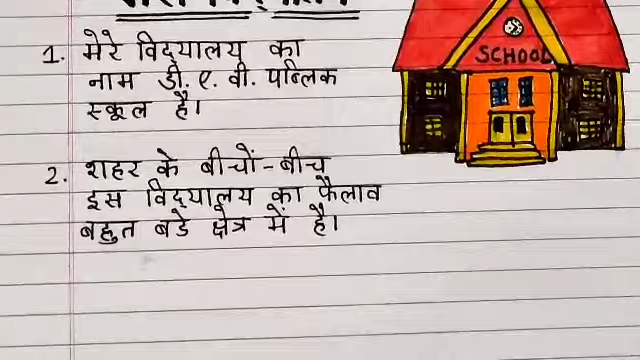 1. मेरे विद्यालय का
नाम डी. ए. वी. पब्लिक
स्कूल है।
2. शहर के बीचों-बीच
इस विद्यालय का फैलाव
बहुत बडे क्षेत्र में है।
SCHOOL